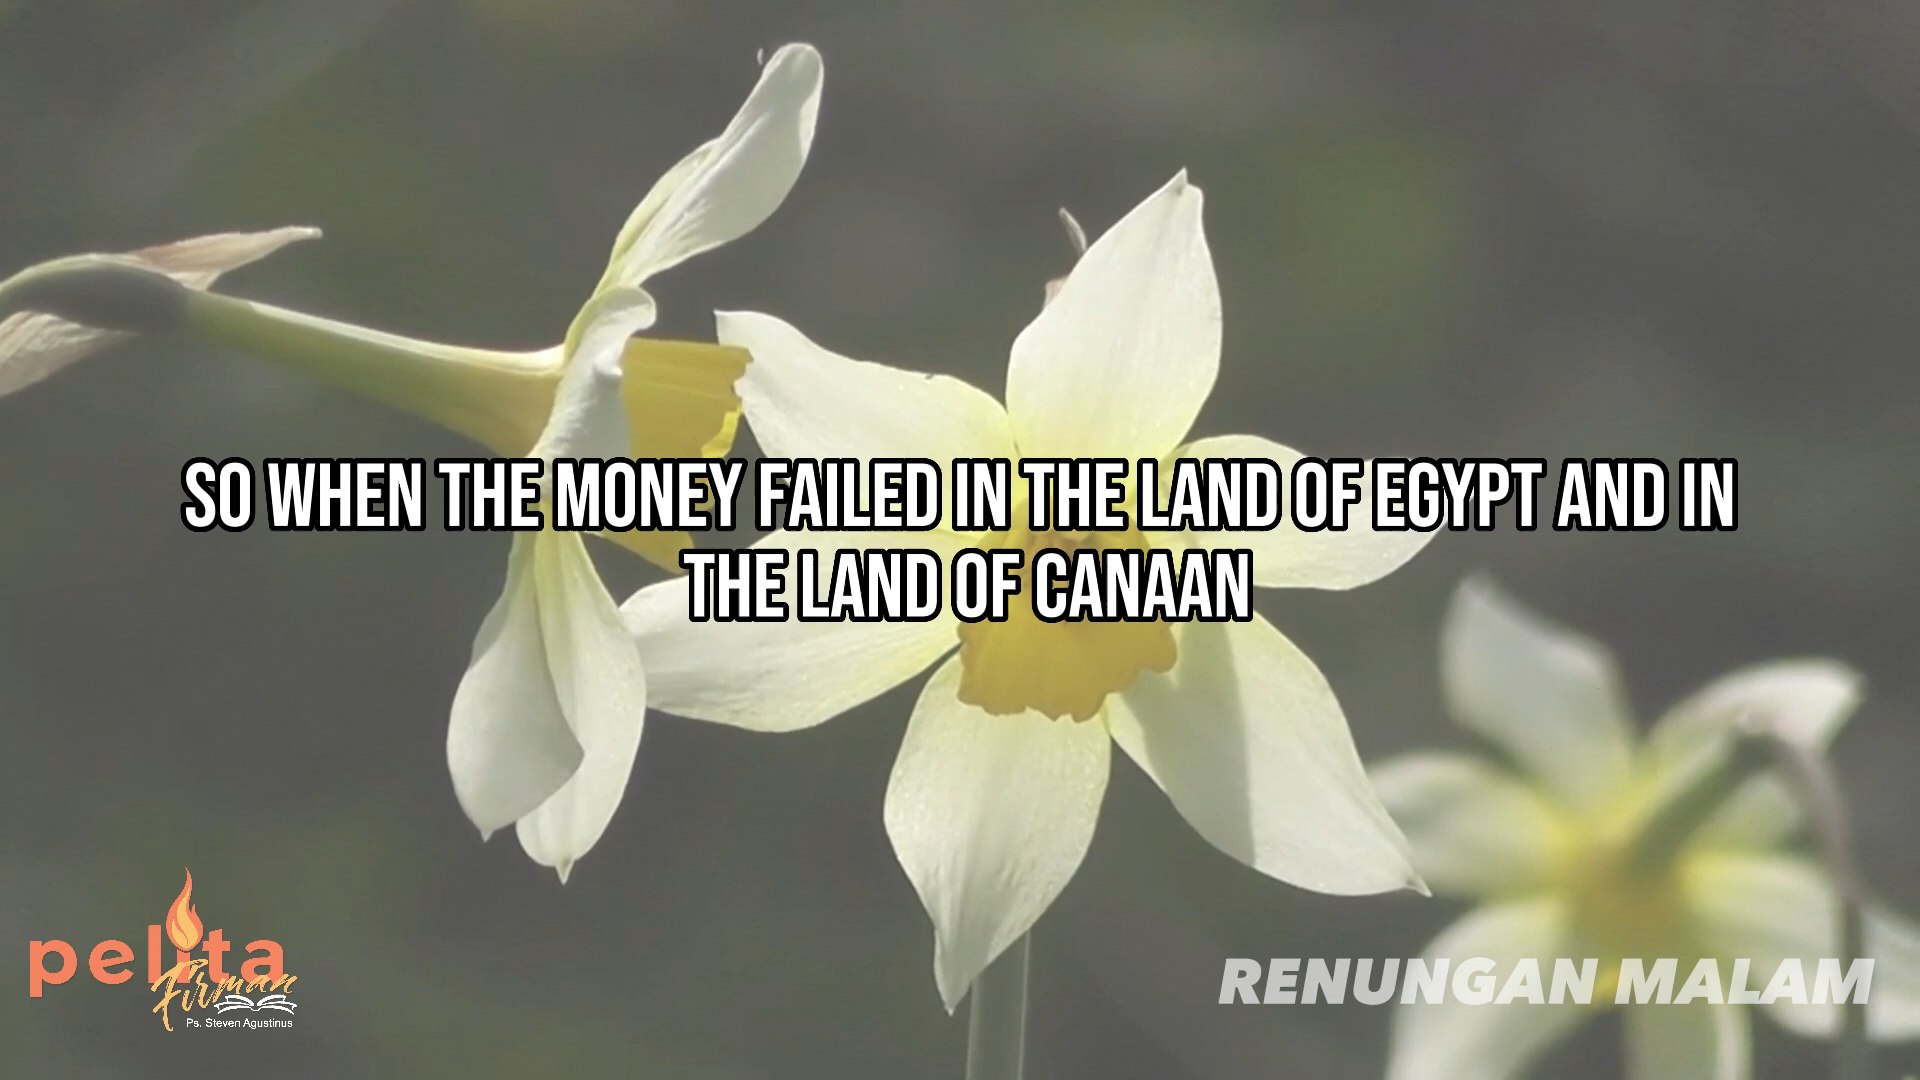 SO WHEN THE MONEY FAILED IN THE LAND OF EGYPT AND IN
THE LAND OF CANAAN
pelita
Firman
Ps. Steven Agustinus
RENUNGAN MALAM